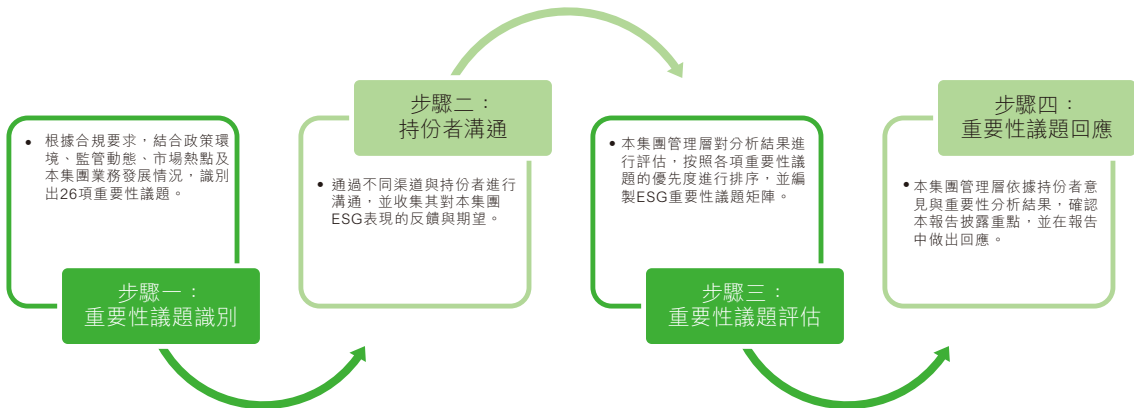 • 根據合規要求，結合政策環
境、監管動態、市場熱點及
本集團業務發展情況，識別
出26項重要性議題。
步驟一：
重要性議題識別
步驟二：
持份者溝通
• 通過不同渠道與持份者進行
溝通，並收集其對本集團
ESG表現的反饋與期望。
• 本集團管理層對分析結果進
行評估，按照各項重要性議
題的優先度進行排序，並編
製ESG重要性議題矩陣。
步驟三：
重要性議題評估
步驟四：
重要性議題回應
• 本集團管理層依據持份者意
見與重要性分析結果，確認
本報告披露重點，並在報告
中做出回應。